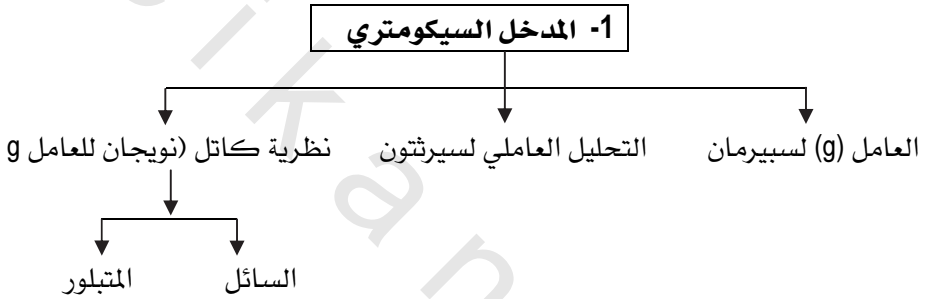 1- المدخل السيكومتري
العامل (g) لسبيرمان    التحليل العاملي لسيرثتون    نظرية كاتل (نويجان للعامل g
السائل    المتبلور